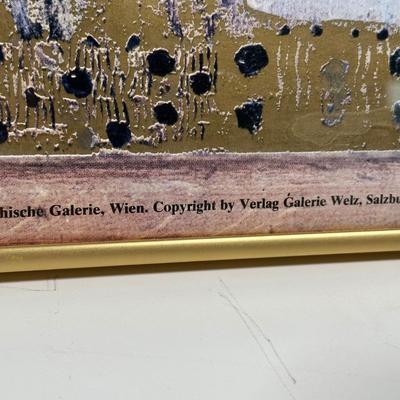 hische Galerie, Wien. Copyright by Verlag Galerie Welz, Salzbu